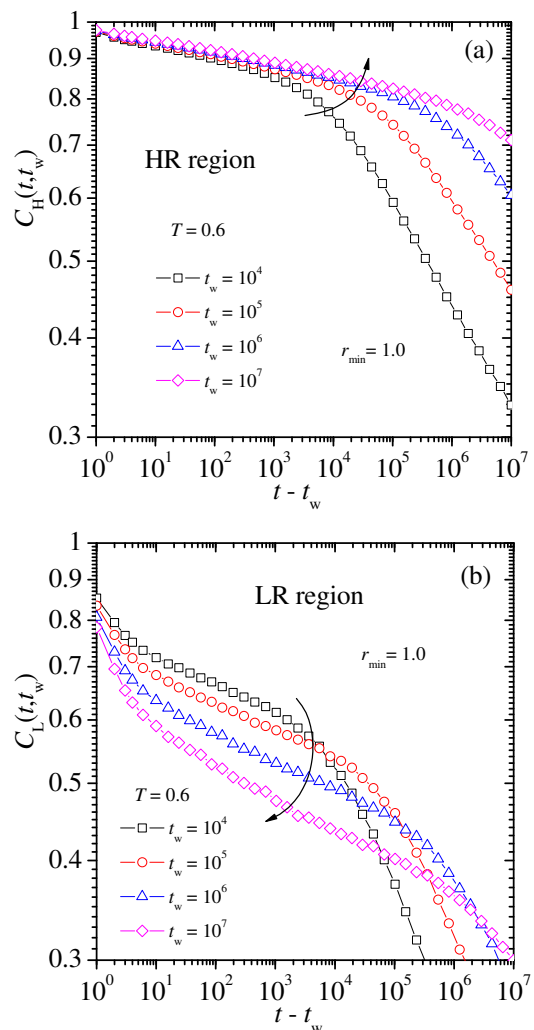 1
(a)
0.9
0.8
0.7
HR region
0.6
T = 0.6
0.5
t_w = 10^4
t_w = 10^5
0.4
t_w = 10^6
r_min = 1.0
t_w = 10^7
0.3
10^0 10^1 10^2 10^3 10^4 10^5 10^6 10^7
t - t_w
C_H(t,t_w)
1
(b)
0.9
LR region
0.8
r_min = 1.0
0.7
0.6
0.5
T = 0.6
t_w = 10^4
0.4
t_w = 10^5
t_w = 10^6
t_w = 10^7
0.3
10^0 10^1 10^2 10^3 10^4 10^5 10^6 10^7
t - t_w
C_L(t,t_w)